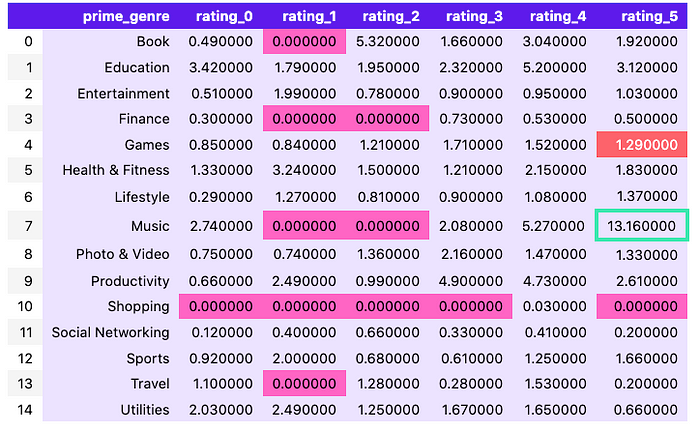 prime_genre rating_0 rating_1 rating_2 rating_3 rating_4 rating_5
0 Book 0.490000 0.000000 5.320000 1.660000 3.040000 1.920000
1 Education 3.420000 1.790000 1.950000 2.320000 5.200000 3.120000
2 Entertainment 0.510000 1.990000 0.780000 0.900000 0.950000 1.030000
3 Finance 0.300000 0.000000 0.000000 0.730000 0.530000 0.500000
4 Games 0.850000 0.840000 1.210000 1.710000 1.520000 1.290000
5 Health & Fitness 1.330000 3.240000 1.500000 1.210000 2.150000 1.830000
6 Lifestyle 0.290000 1.270000 0.810000 0.900000 1.080000 1.370000
7 Music 2.740000 0.000000 0.000000 2.080000 5.270000 13.160000
8 Photo & Video 0.750000 0.740000 1.360000 2.160000 1.470000 1.330000
9 Productivity 0.660000 2.490000 0.990000 4.900000 4.730000 2.610000
10 Shopping 0.000000 0.000000 0.000000 0.000000 0.030000 0.000000
11 Social Networking 0.120000 0.400000 0.660000 0.330000 0.410000 0.200000
12 Sports 0.920000 2.000000 0.680000 0.610000 1.250000 1.660000
13 Travel 1.100000 0.000000 1.280000 0.280000 1.530000 0.200000
14 Utilities 2.030000 2.490000 1.250000 1.670000 1.650000 0.660000